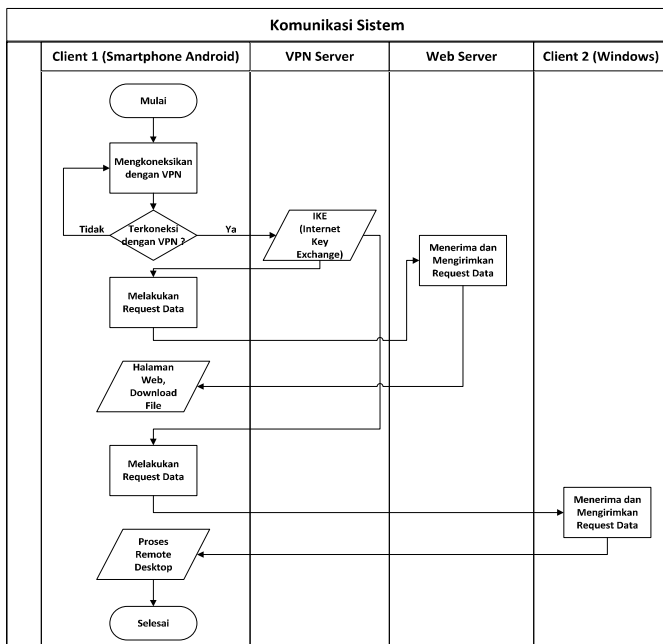 Komunikasi Sistem
Client 1 (Smartphone Android)
VPN Server
Web Server
Client 2 (Windows)
Mulai
Mengkoneksikan
dengan VPN
Tidak
Terkoneksi
dengan VPN ?
Ya
IKE
(Internet
Key
Exchange)
Menerima dan
Mengirimkan
Request Data
Melakukan
Request Data
Halaman
Web,
Download
File
Melakukan
Request Data
Menerima dan
Mengirimkan
Request Data
Proses
Remote
Desktop
Selesai